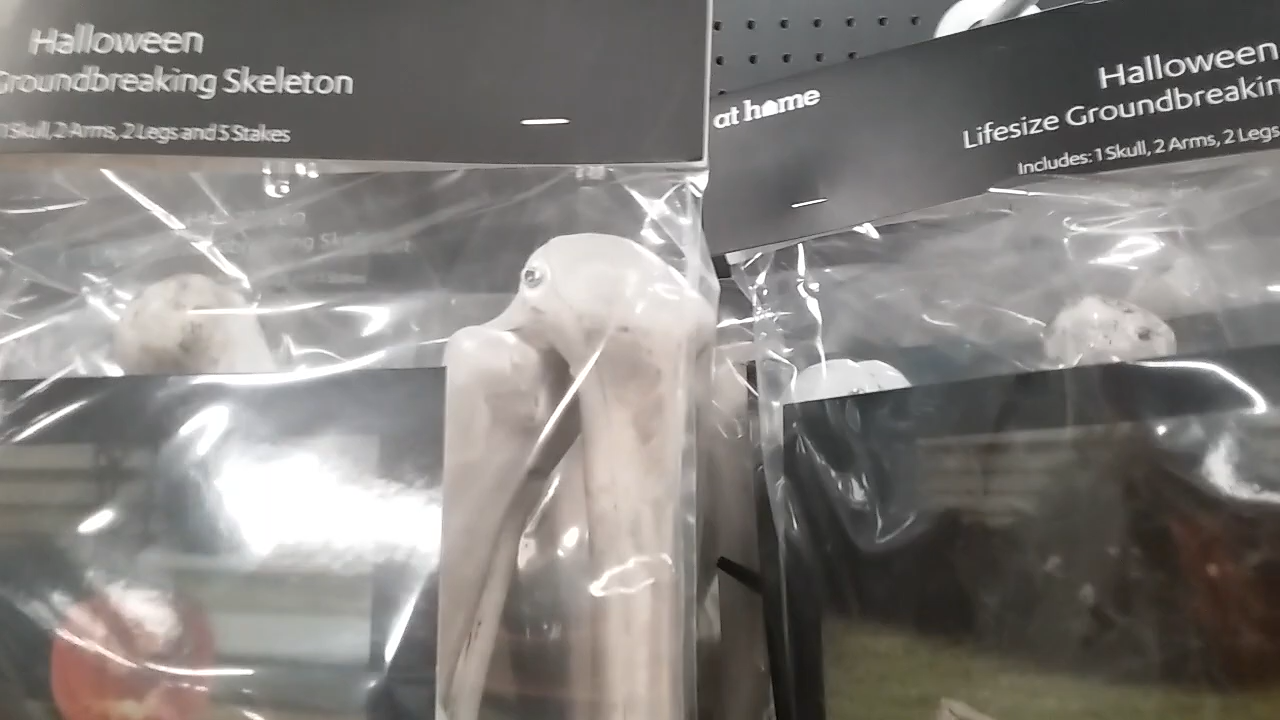 Halloween
Groundbreaking Skeleton
1 Skull, 2 Arms, 2 Legs and 5 Stakes
at home
Halloween
Lifesize Groundbreakin
Includes: 1 Skull, 2 Arms, 2 Legs